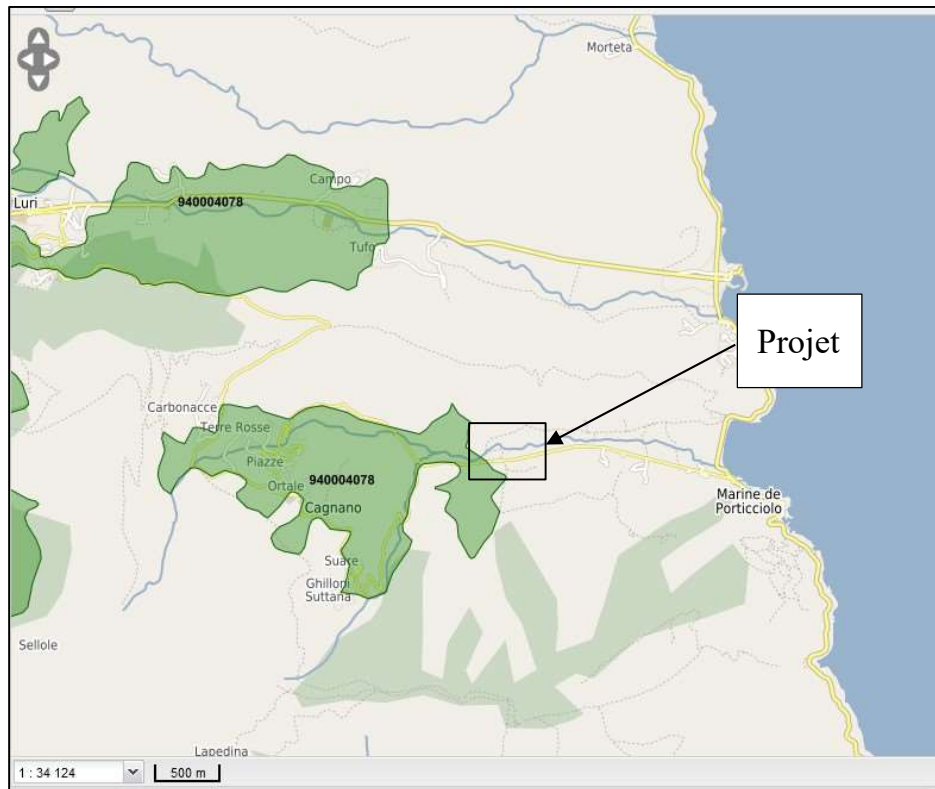 Morteta
Luri
Campo
940004078
Tufo
Projet
Carbonacce
Terre Rosse
Piazze
940004078
Ortale
Cagnano
Marine de
Porticciolo
Suare
Ghilloni
Suttana
Sellole
Lapedina
1 : 34 124
500 m